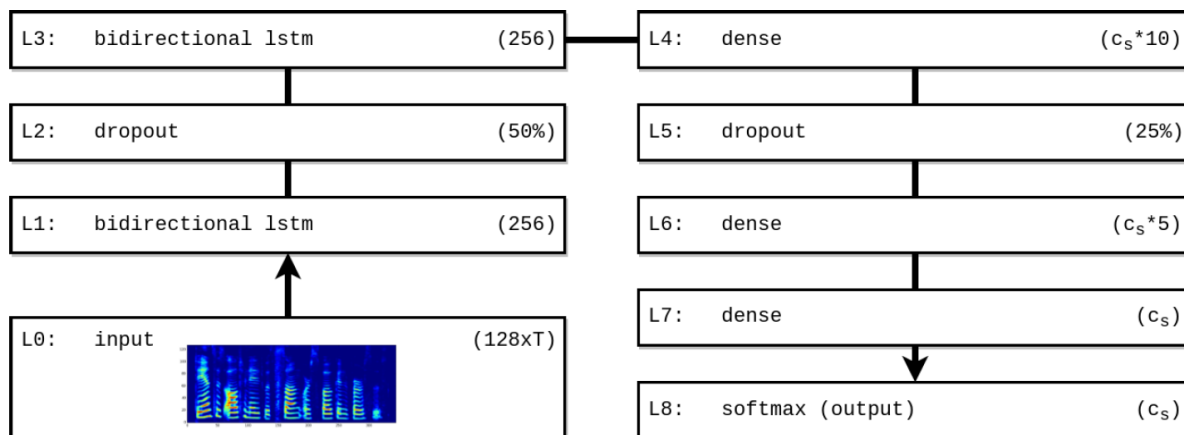 L3: bidirectional lstm (256)
L2: dropout (50%)
L1: bidirectional lstm (256)
L0: input (128xT)
L4: dense (cₛ*10)
L5: dropout (25%)
L6: dense (cₛ*5)
L7: dense (cₛ)
L8: softmax (output) (cₛ)